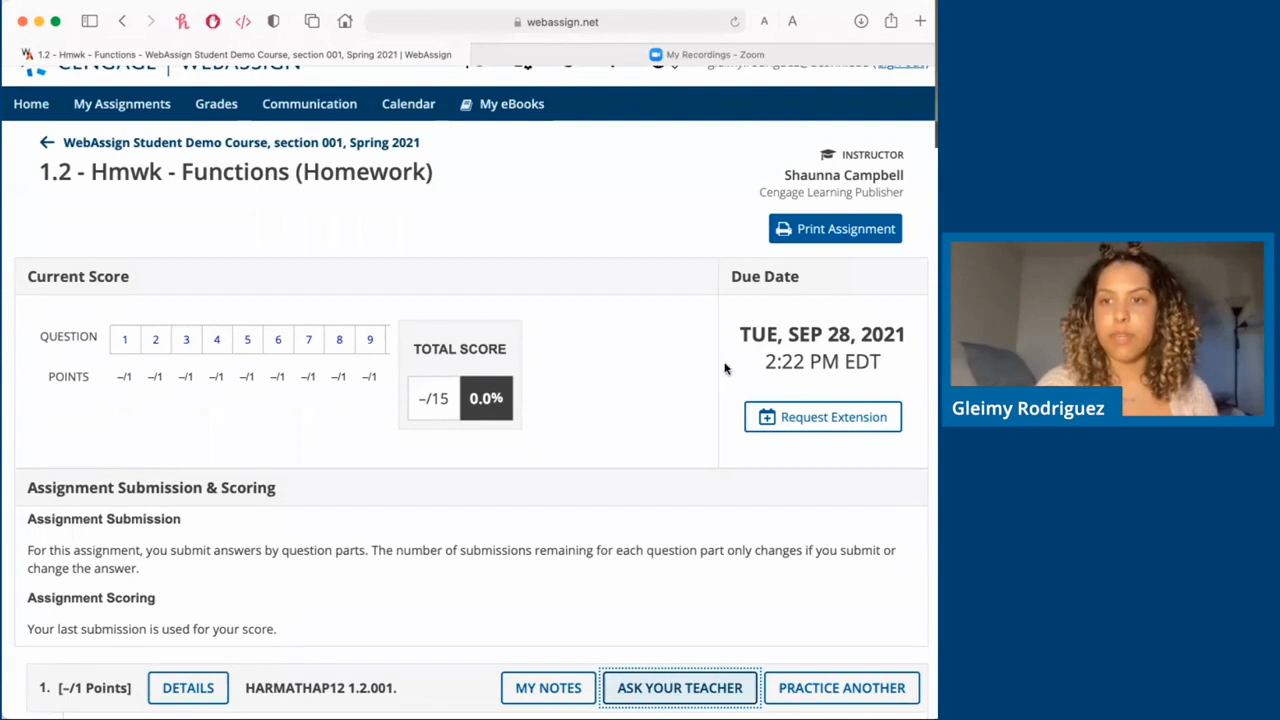 webassign.net
A A
1.2 - Hmwk - Functions - WebAssign Student Demo Course, section 001, Spring 2021 | WebAssign
My Recordings - Zoom
CENGAGE | WEBASSIGN
Home My Assignments Grades Communication Calendar My eBooks
WebAssign Student Demo Course, section 001, Spring 2021
1.2 - Hmwk - Functions (Homework)
INSTRUCTOR
Shaunna Campbell
Cengage Learning Publisher
Print Assignment
Current Score
Due Date
QUESTION 1 2 3 4 5 6 7 8 9
POINTS –/1 –/1 –/1 –/1 –/1 –/1 –/1 –/1 –/1
TOTAL SCORE
–/15 0.0%
TUE, SEP 28, 2021
2:22 PM EDT
Request Extension
Assignment Submission & Scoring
Assignment Submission
For this assignment, you submit answers by question parts. The number of submissions remaining for each question part only changes if you submit or
change the answer.
Assignment Scoring
Your last submission is used for your score.
1. [–/1 Points] DETAILS HARMATHAP12 1.2.001. MY NOTES ASK YOUR TEACHER PRACTICE ANOTHER
Gleimy Rodriguez